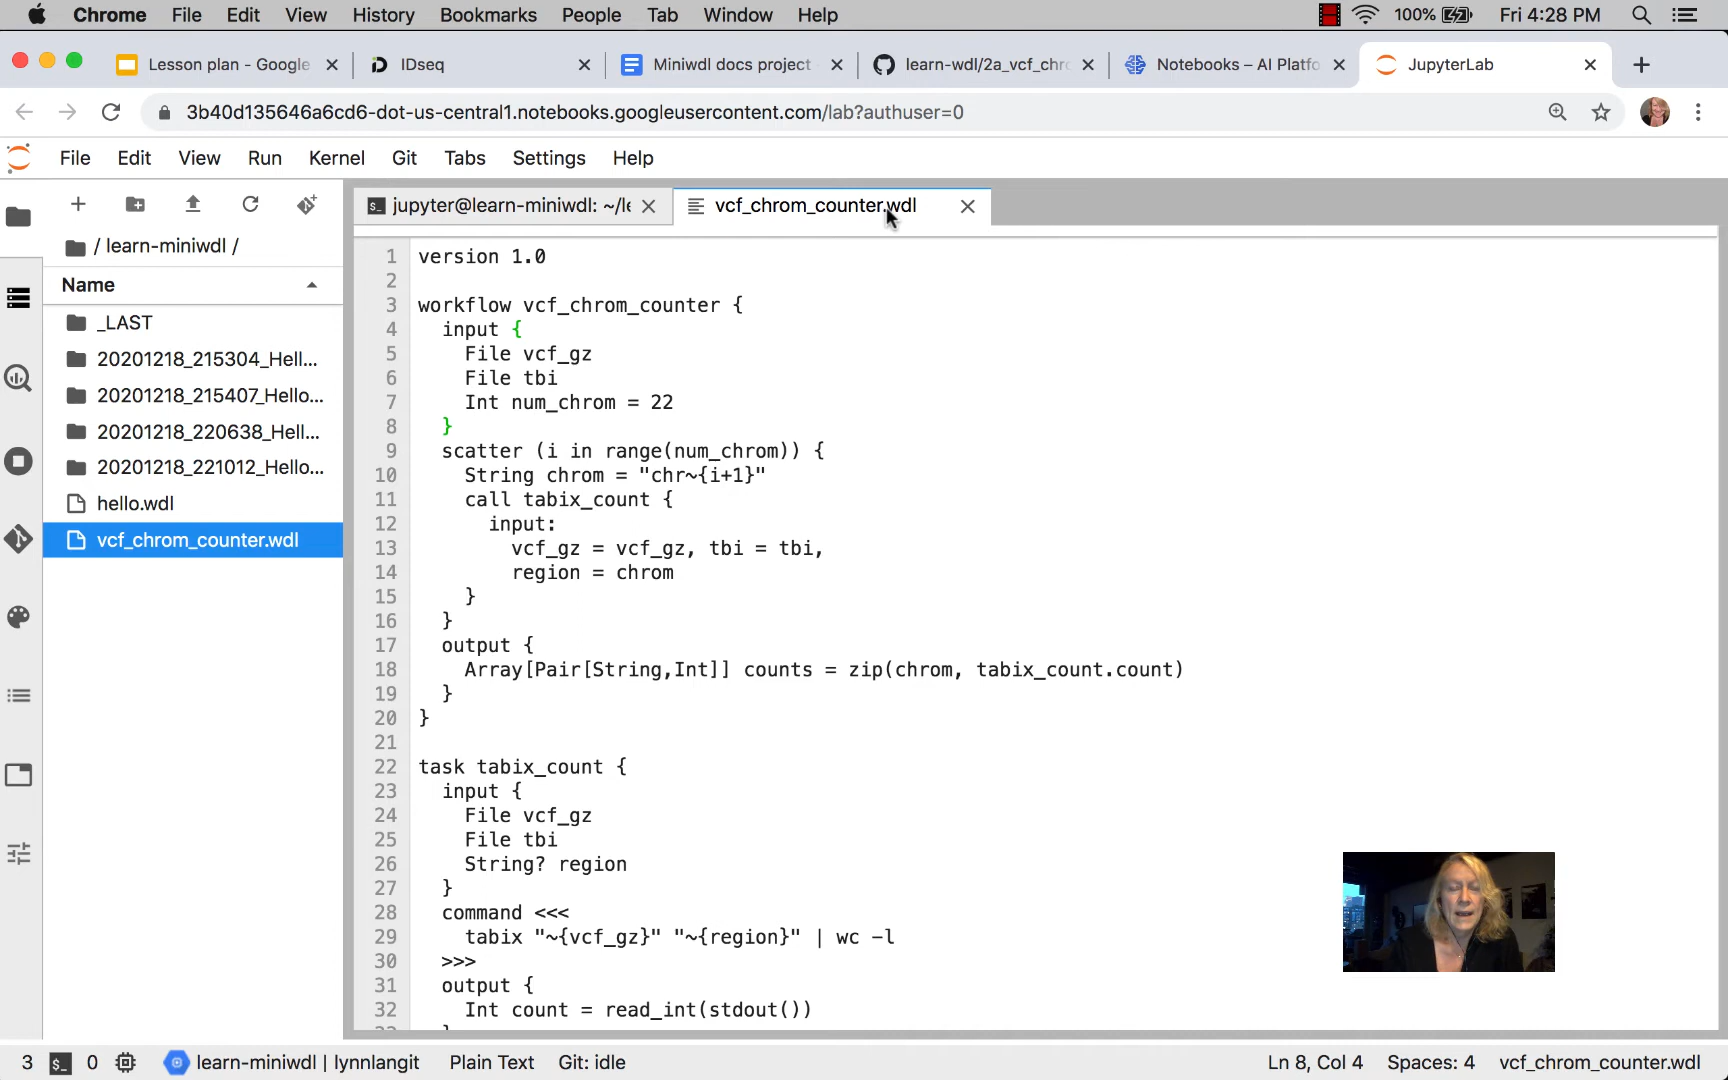 Chrome File Edit View History Bookmarks People Tab Window Help 100% Fri 4:28 PM
Lesson plan - Google
IDseq
Miniwdl docs project
learn-wdl/2a_vcf_chr
Notebooks – AI Platfo
JupyterLab
3b40d135646a6cd6-dot-us-central1.notebooks.googleusercontent.com/lab?authuser=0
File Edit View Run Kernel Git Tabs Settings Help
/ learn-miniwdl /
Name
_LAST
20201218_215304_Hell...
20201218_215407_Hello...
20201218_220638_Hell...
20201218_221012_Hello...
hello.wdl
vcf_chrom_counter.wdl
jupyter@learn-miniwdl: ~/le
vcf_chrom_counter.wdl
1 version 1.0
2
3 workflow vcf_chrom_counter {
4 input {
5 File vcf_gz
6 File tbi
7 Int num_chrom = 22
8 }
9 scatter (i in range(num_chrom)) {
10 String chrom = "chr~{i+1}"
11 call tabix_count {
12 input:
13 vcf_gz = vcf_gz, tbi = tbi,
14 region = chrom
15 }
16 }
17 output {
18 Array[Pair[String,Int]] counts = zip(chrom, tabix_count.count)
19 }
20 }
21
22 task tabix_count {
23 input {
24 File vcf_gz
25 File tbi
26 String? region
27 }
28 command <<<
29 tabix "~{vcf_gz}" "~{region}" | wc -l
30 >>>
31 output {
32 Int count = read_int(stdout())
3 $_ 0 learn-miniwdl | lynnlangit Plain Text Git: idle Ln 8, Col 4 Spaces: 4 vcf_chrom_counter.wdl